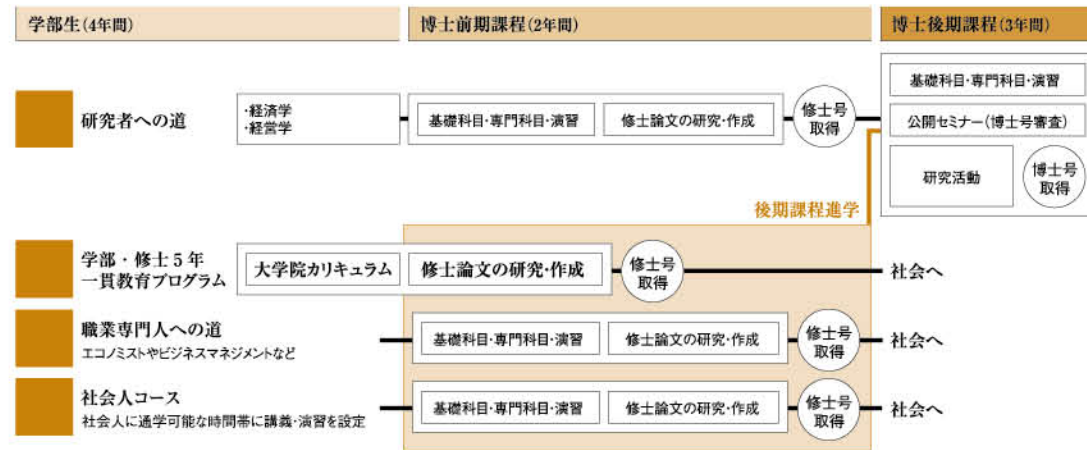 学部生(4年間)
博士前期課程(2年間)
博士後期課程(3年間)
研究者への道
・経済学
・経営学
基礎科目・専門科目・演習
修士論文の研究・作成
修士号
取得
基礎科目・専門科目・演習
公開セミナー(博士号審査)
研究活動
博士号
取得
後期課程進学
学部・修士5年
一貫教育プログラム
大学院カリキュラム
修士論文の研究・作成
修士号
取得
社会へ
職業専門人への道
エコノミストやビジネスマネジメントなど
基礎科目・専門科目・演習
修士論文の研究・作成
修士号
取得
社会へ
社会人コース
社会人に通学可能な時間帯に講義・演習を設定
基礎科目・専門科目・演習
修士論文の研究・作成
修士号
取得
社会へ